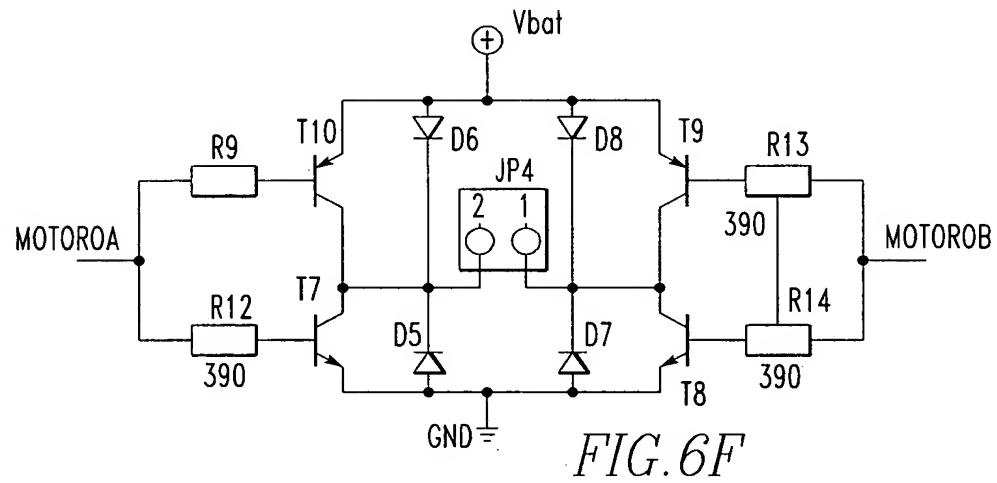 Vbat
T10
D6
D8
T9
R9
JP4
R13
2
1
390
MOTOROA
MOTOROB
T7
R12
D5
D7
R14
390
390
T8
GND
FIG.6F